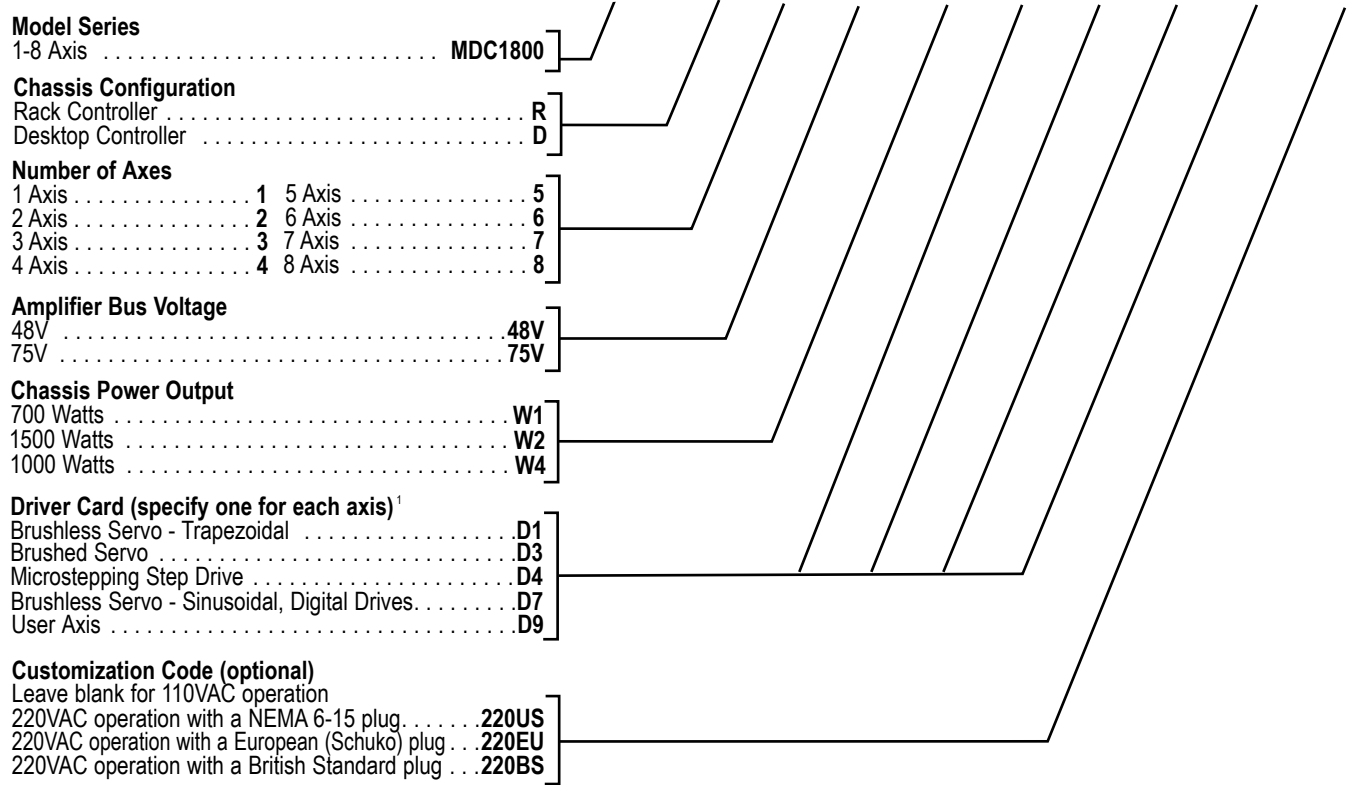 Model Series
1-8 Axis . . . . . . . . . . . . . . . . . . . . . . . . . . . . MDC1800
Chassis Configuration
Rack Controller . . . . . . . . . . . . . . . . . . . . . . . . . . . . . . R
Desktop Controller . . . . . . . . . . . . . . . . . . . . . . . . . . . D
Number of Axes
1 Axis . . . . . . . . . . . . . . . 1 5 Axis . . . . . . . . . . . . . . . 5
2 Axis . . . . . . . . . . . . . . . 2 6 Axis . . . . . . . . . . . . . . . 6
3 Axis . . . . . . . . . . . . . . . 3 7 Axis . . . . . . . . . . . . . . . 7
4 Axis . . . . . . . . . . . . . . . 4 8 Axis . . . . . . . . . . . . . . . 8
Amplifier Bus Voltage
48V . . . . . . . . . . . . . . . . . . . . . . . . . . . . . . . . . . . . . 48V
75V . . . . . . . . . . . . . . . . . . . . . . . . . . . . . . . . . . . . . 75V
Chassis Power Output
700 Watts . . . . . . . . . . . . . . . . . . . . . . . . . . . . . . . . . W1
1500 Watts . . . . . . . . . . . . . . . . . . . . . . . . . . . . . . . . W2
1000 Watts . . . . . . . . . . . . . . . . . . . . . . . . . . . . . . . . W4
Driver Card (specify one for each axis) 1
Brushless Servo - Trapezoidal . . . . . . . . . . . . . . . . . . D1
Brushed Servo . . . . . . . . . . . . . . . . . . . . . . . . . . . . . . D3
Microstepping Step Drive . . . . . . . . . . . . . . . . . . . . . . D4
Brushless Servo - Sinusoidal, Digital Drives. . . . . . . . . D7
User Axis . . . . . . . . . . . . . . . . . . . . . . . . . . . . . . . . . . D9
Customization Code (optional)
Leave blank for 110VAC operation
220VAC operation with a NEMA 6-15 plug. . . . . . . 220US
220VAC operation with a European (Schuko) plug . . . 220EU
220VAC operation with a British Standard plug . . . 220BS